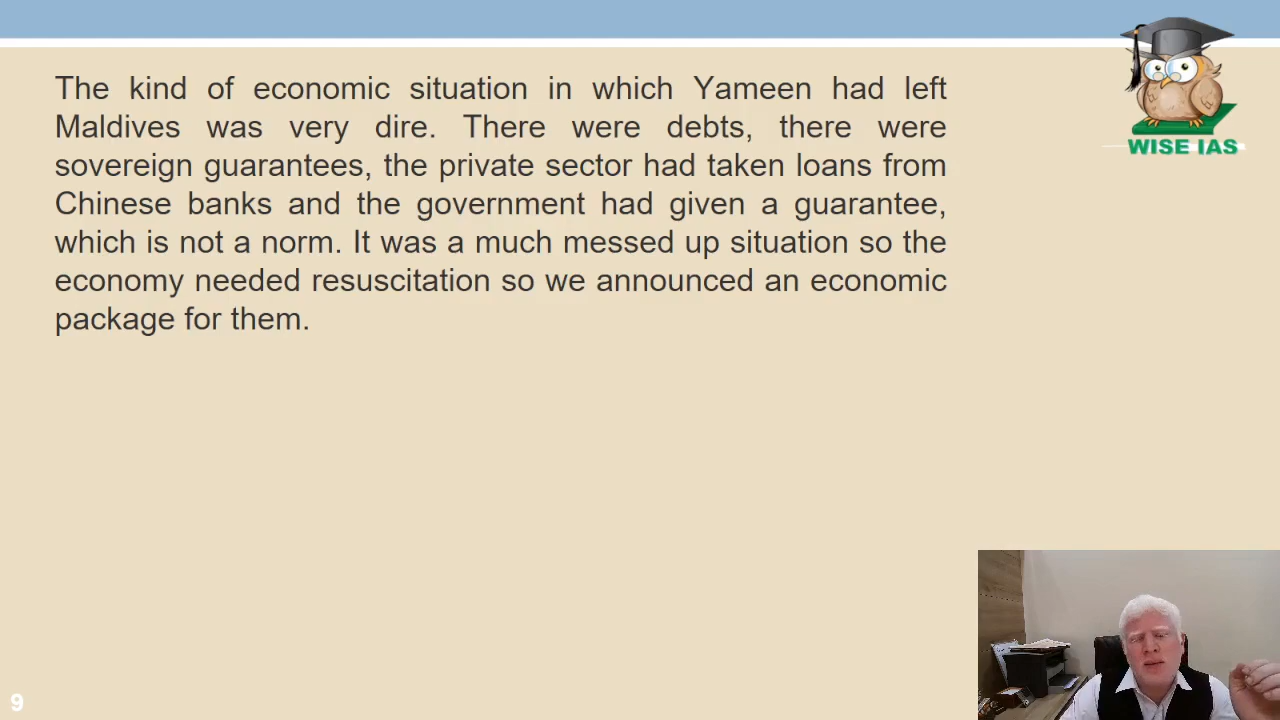 The kind of economic situation in which Yameen had left
Maldives was very dire. There were debts, there were
sovereign guarantees, the private sector had taken loans from
Chinese banks and the government had given a guarantee,
which is not a norm. It was a much messed up situation so the
economy needed resuscitation so we announced an economic
package for them.
WISE IAS
9